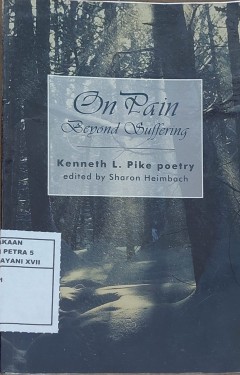 On Pain
Beyond Suffering
Kenneth L. Pike poetry
edited by Sharon Heimbach
AKAAN
PETRA 5
AYANI XVII